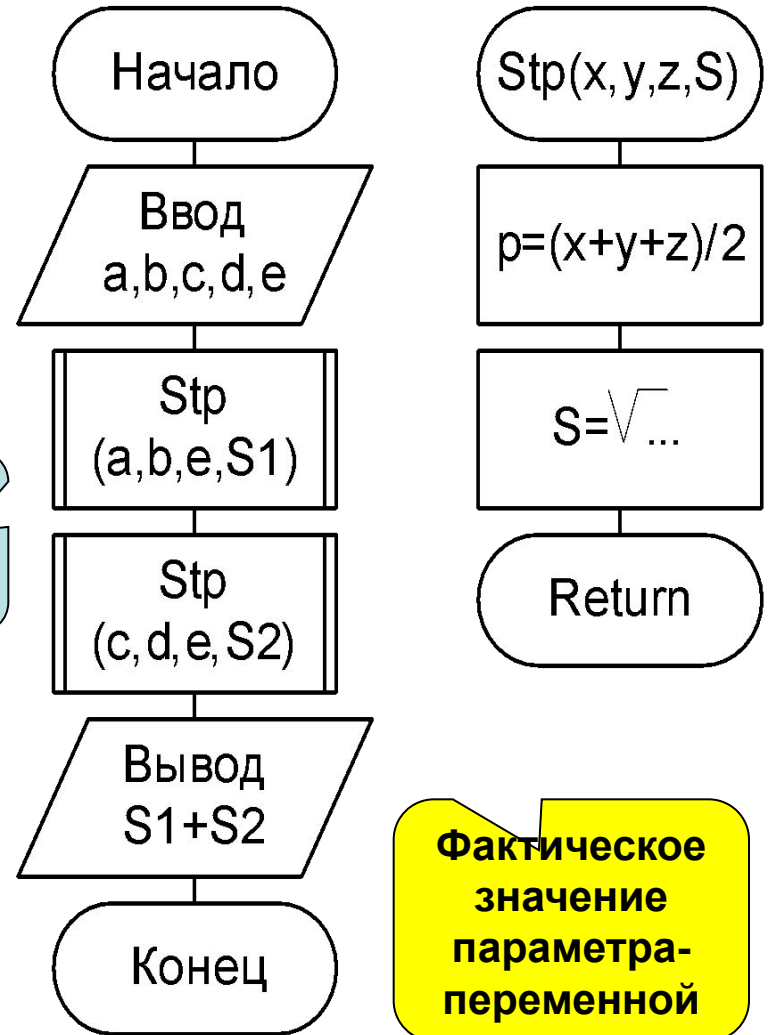 Начало
Ввод
a,b,c,d,e
Stp
(a,b,e,S1)
Stp
(c,d,e,S2)
Вывод
S1+S2
Конец
Stp(x,y,z,S)
p=(x+y+z)/2
S=√...
Return
Фактическое
значение
параметра-
переменной